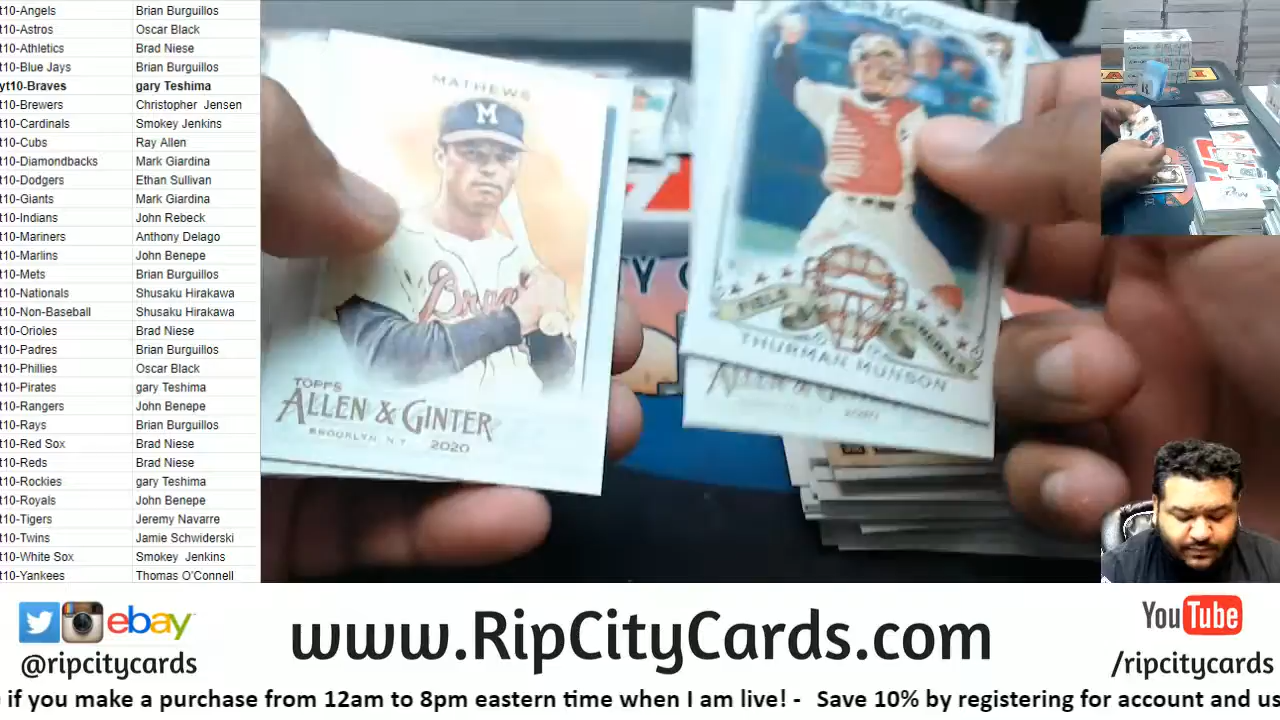 t10-Angels Brian Burguillos
t10-Astros Oscar Black
t10-Athletics Brad Niese
t10-Blue Jays Brian Burguillos
yt10-Braves gary Teshima
t10-Brewers Christopher Jensen
t10-Cardinals Smokey Jenkins
t10-Cubs Ray Allen
t10-Diamondbacks Mark Giardina
t10-Dodgers Ethan Sullivan
t10-Giants Mark Giardina
t10-Indians John Rebeck
t10-Mariners Anthony Delago
t10-Marlins John Benepe
t10-Mets Brian Burguillos
t10-Nationals Shusaku Hirakawa
t10-Non-Baseball Shusaku Hirakawa
t10-Orioles Brad Niese
t10-Padres Brian Burguillos
t10-Phillies Oscar Black
t10-Pirates gary Teshima
t10-Rangers John Benepe
t10-Rays Brian Burguillos
t10-Red Sox Brad Niese
t10-Reds Brad Niese
t10-Rockies gary Teshima
t10-Royals John Benepe
t10-Tigers Jeremy Navarre
t10-Twins Jamie Schwiderski
t10-White Sox Smokey Jenkins
t10-Yankees Thomas O'Connell
MATHEWS
M
TOPPS
ALLEN & GINTER
BROOKLYN, N.Y. 2020
FIELD GENERALS
THURMAN MUNSON
ebay
@ripcitycards
www.RipCityCards.com
YouTube
/ripcitycards
if you make a purchase from 12am to 8pm eastern time when I am live! - Save 10% by registering for account and us